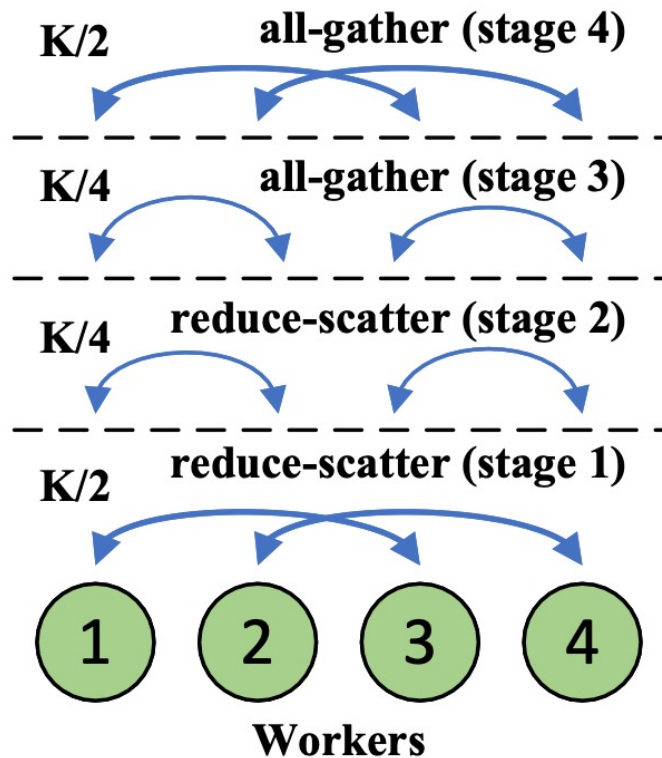 K/2 all-gather (stage 4)
K/4 all-gather (stage 3)
K/4 reduce-scatter (stage 2)
K/2 reduce-scatter (stage 1)
1 2 3 4
Workers